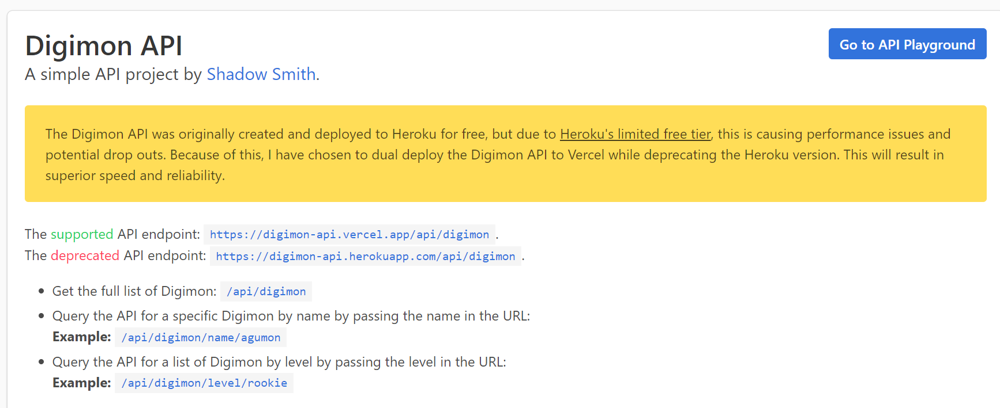 Digimon API
Go to API Playground
A simple API project by Shadow Smith.
The Digimon API was originally created and deployed to Heroku for free, but due to Heroku's limited free tier, this is causing performance issues and
potential drop outs. Because of this, I have chosen to dual deploy the Digimon API to Vercel while deprecating the Heroku version. This will result in
superior speed and reliability.
The supported API endpoint: https://digimon-api.vercel.app/api/digimon.
The deprecated API endpoint: https://digimon-api.herokuapp.com/api/digimon.
• Get the full list of Digimon: /api/digimon
• Query the API for a specific Digimon by name by passing the name in the URL:
Example: /api/digimon/name/agumon
• Query the API for a list of Digimon by level by passing the level in the URL:
Example: /api/digimon/level/rookie